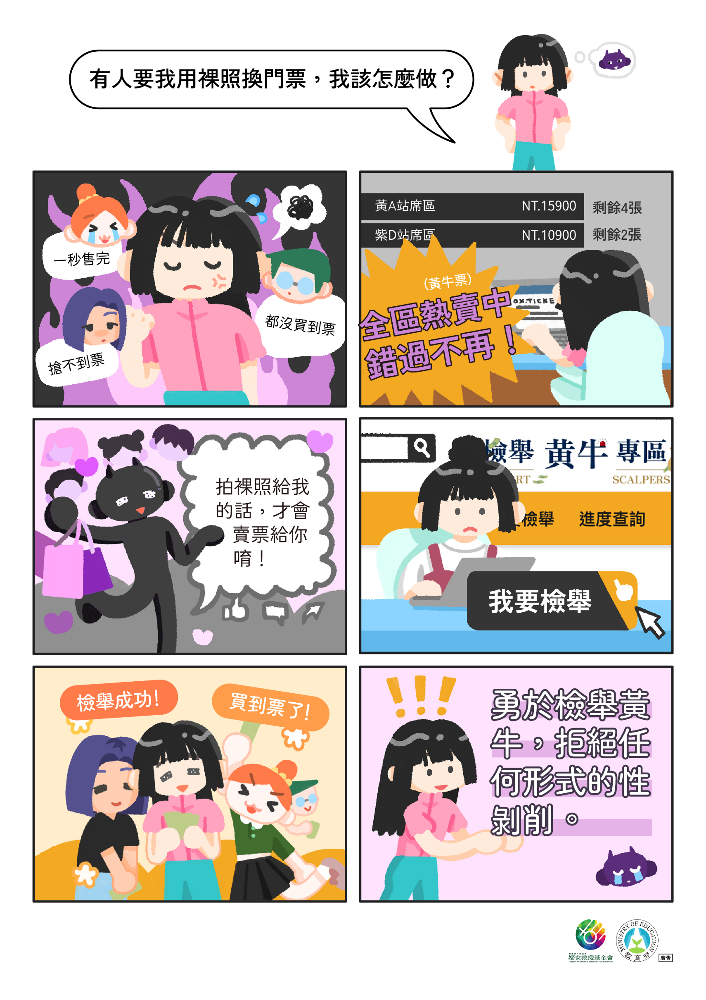 有人要我用裸照換門票，我該怎麼做？
一秒售完
都沒買到票
搶不到票
黃A站席區 NT.15900 剩餘4張
紫D站席區 NT.10900 剩餘2張
(黃牛票)
OX.TICKE
全區熱賣中
錯過不再！
拍裸照給我
的話，才會
賣票給你
唷！
檢舉 黃牛 專區
RT SCALPERS
檢舉 進度查詢
我要檢舉
檢舉成功!
買到票了!
勇於檢舉黃
牛，拒絕任
何形式的性
剝削。
婦女救援基金會
Taipei Women's Rescue Foundation
MINISTRY OF EDUCATION
教育部
廣告